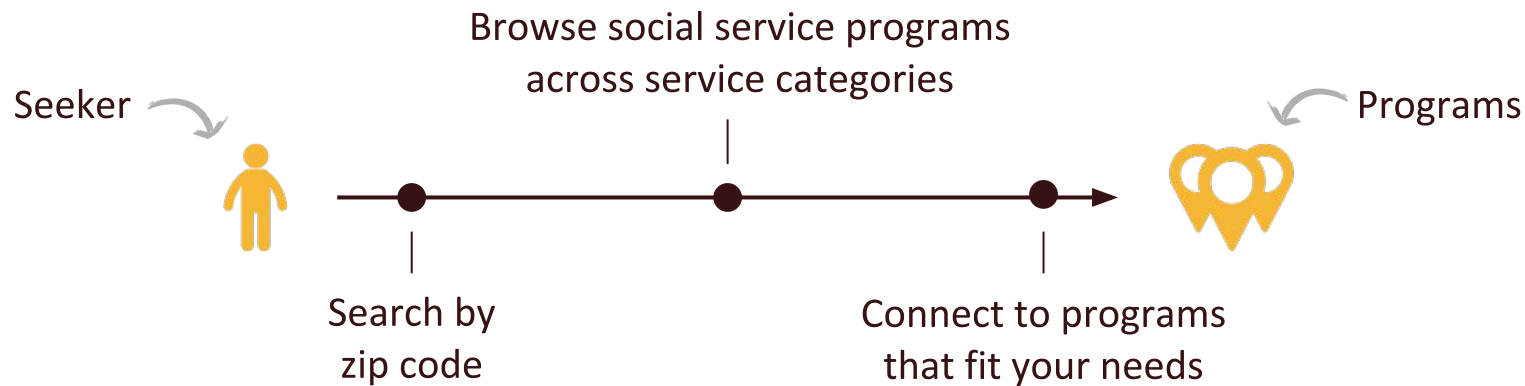 Browse social service programs
across service categories
Seeker
Programs
Search by
zip code
Connect to programs
that fit your needs